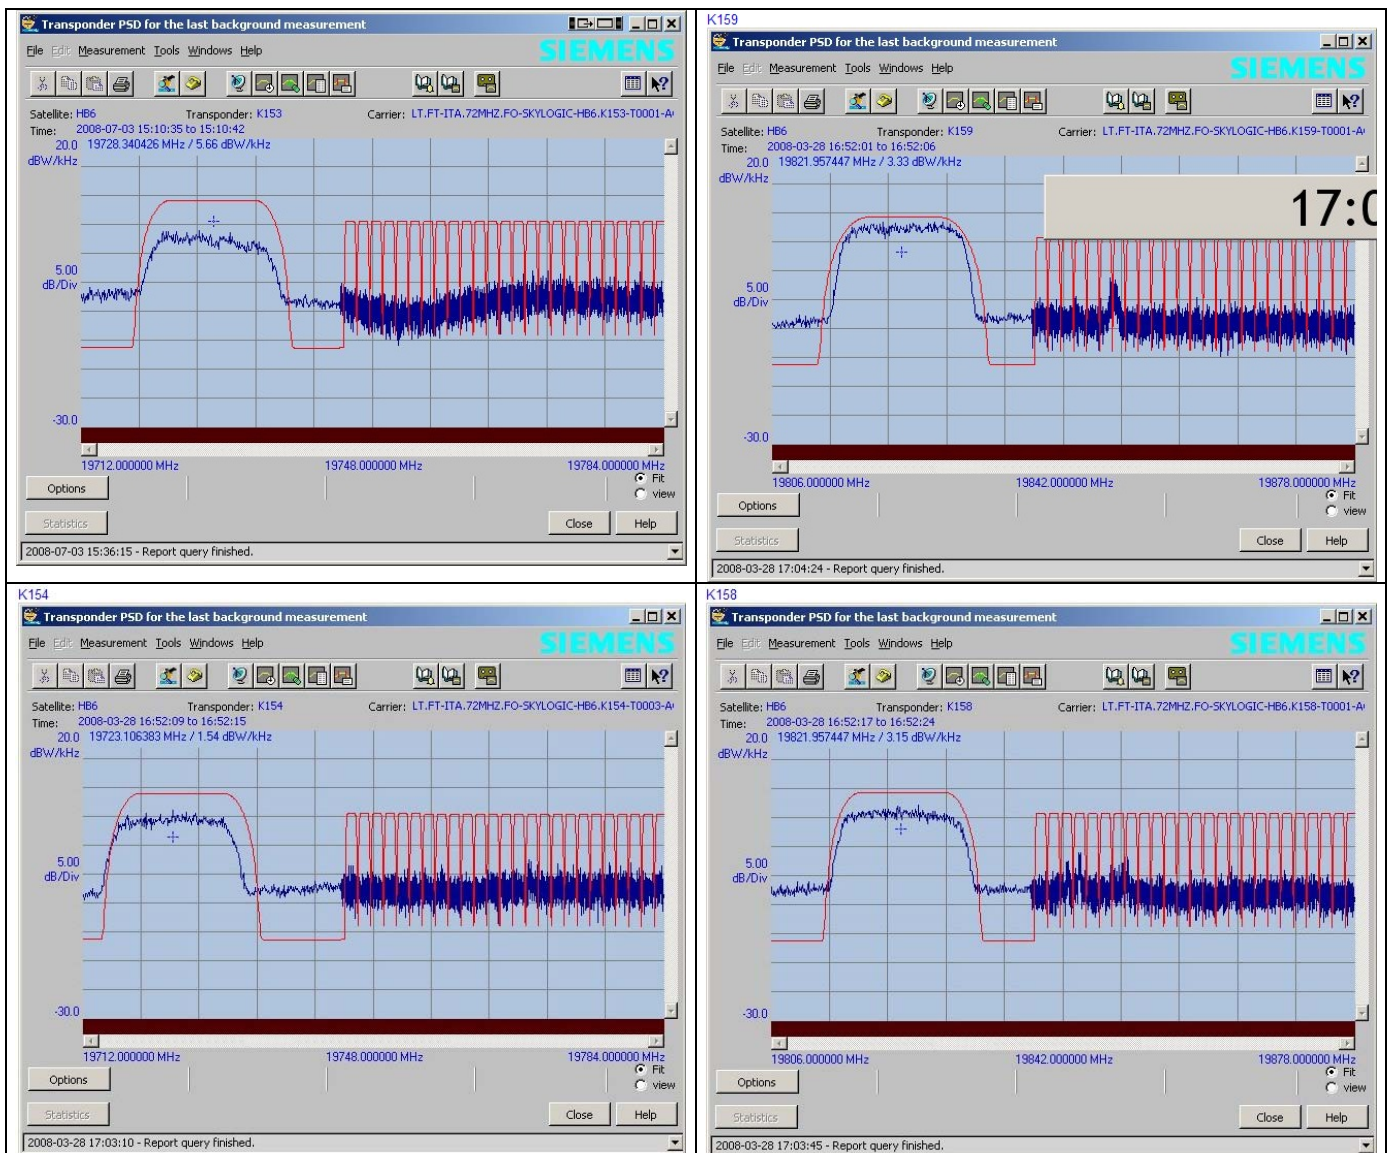 Transponder PSD for the last background measurement
File Edit Measurement Tools Windows Help
SIEMENS
Satellite: HB6 Transponder: K153 Carrier: LT.FT-ITA.72MHZ.FO-SKYLOGIC-HB6.K153-T0001-A
Time: 2008-07-03 15:10:35 to 15:10:42
20.0 19728.340426 MHz / 5.66 dBW/kHz
dBW/kHz
5.00
dB/Div
-30.0
19712.000000 MHz 19748.000000 MHz 19784.000000 MHz
Fit
view
Options
Statistics Close Help
2008-07-03 15:36:15 - Report query finished.
K159
Transponder PSD for the last background measurement
File Edit Measurement Tools Windows Help
SIEMENS
Satellite: HB6 Transponder: K159 Carrier: LT.FT-ITA.72MHZ.FO-SKYLOGIC-HB6.K159-T0001-A
Time: 2008-03-28 16:52:01 to 16:52:06
20.0 19821.957447 MHz / 3.33 dBW/kHz
dBW/kHz
17:0
5.00
dB/Div
-30.0
19806.000000 MHz 19842.000000 MHz 19878.000000 MHz
Fit
view
Options
Statistics Close Help
2008-03-28 17:04:24 - Report query finished.
K154
Transponder PSD for the last background measurement
File Edit Measurement Tools Windows Help
SIEMENS
Satellite: HB6 Transponder: K154 Carrier: LT.FT-ITA.72MHZ.FO-SKYLOGIC-HB6.K154-T0003-A
Time: 2008-03-28 16:52:09 to 16:52:15
20.0 19723.106383 MHz / 1.54 dBW/kHz
dBW/kHz
5.00
dB/Div
-30.0
19712.000000 MHz 19748.000000 MHz 19784.000000 MHz
Fit
view
Options
Statistics Close Help
2008-03-28 17:03:10 - Report query finished.
K158
Transponder PSD for the last background measurement
File Edit Measurement Tools Windows Help
SIEMENS
Satellite: HB6 Transponder: K158 Carrier: LT.FT-ITA.72MHZ.FO-SKYLOGIC-HB6.K158-T0001-A
Time: 2008-03-28 16:52:17 to 16:52:24
20.0 19821.957447 MHz / 3.15 dBW/kHz
dBW/kHz
5.00
dB/Div
-30.0
19806.000000 MHz 19842.000000 MHz 19878.000000 MHz
Fit
view
Options
Statistics Close Help
2008-03-28 17:03:45 - Report query finished.